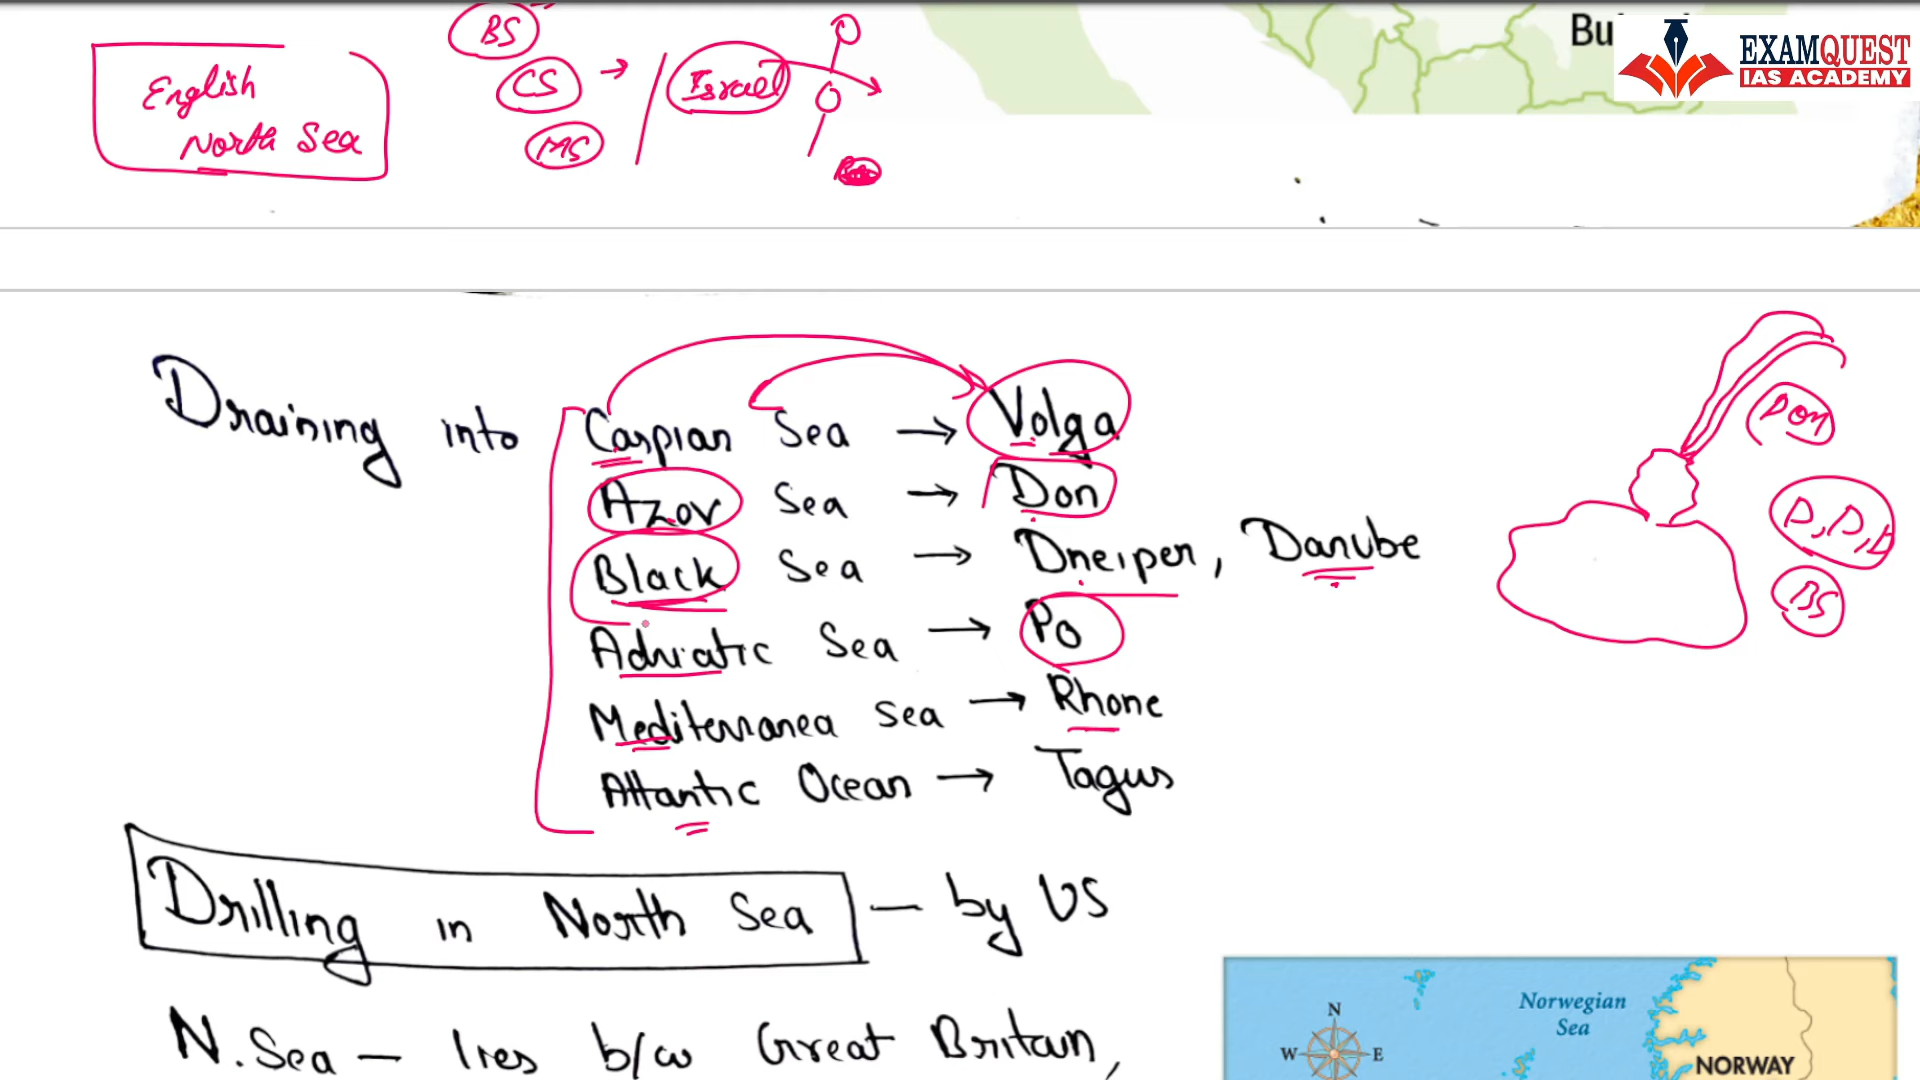 BS
English
North Sea
CS → Israel
MS
Bu
EXAMQUEST
IAS ACADEMY
Draining into Caspian Sea → Volga
Azov Sea → Don
Black Sea → Dneiper, Danube
Adriatic Sea → Po
Mediterranea Sea → Rhone
Atlantic Ocean → Tagus
Don
D, D, D
BS
Drilling in North Sea — by US
N. Sea — lies b/w Great Britain,
Norwegian
Sea
N
W E
NORWAY